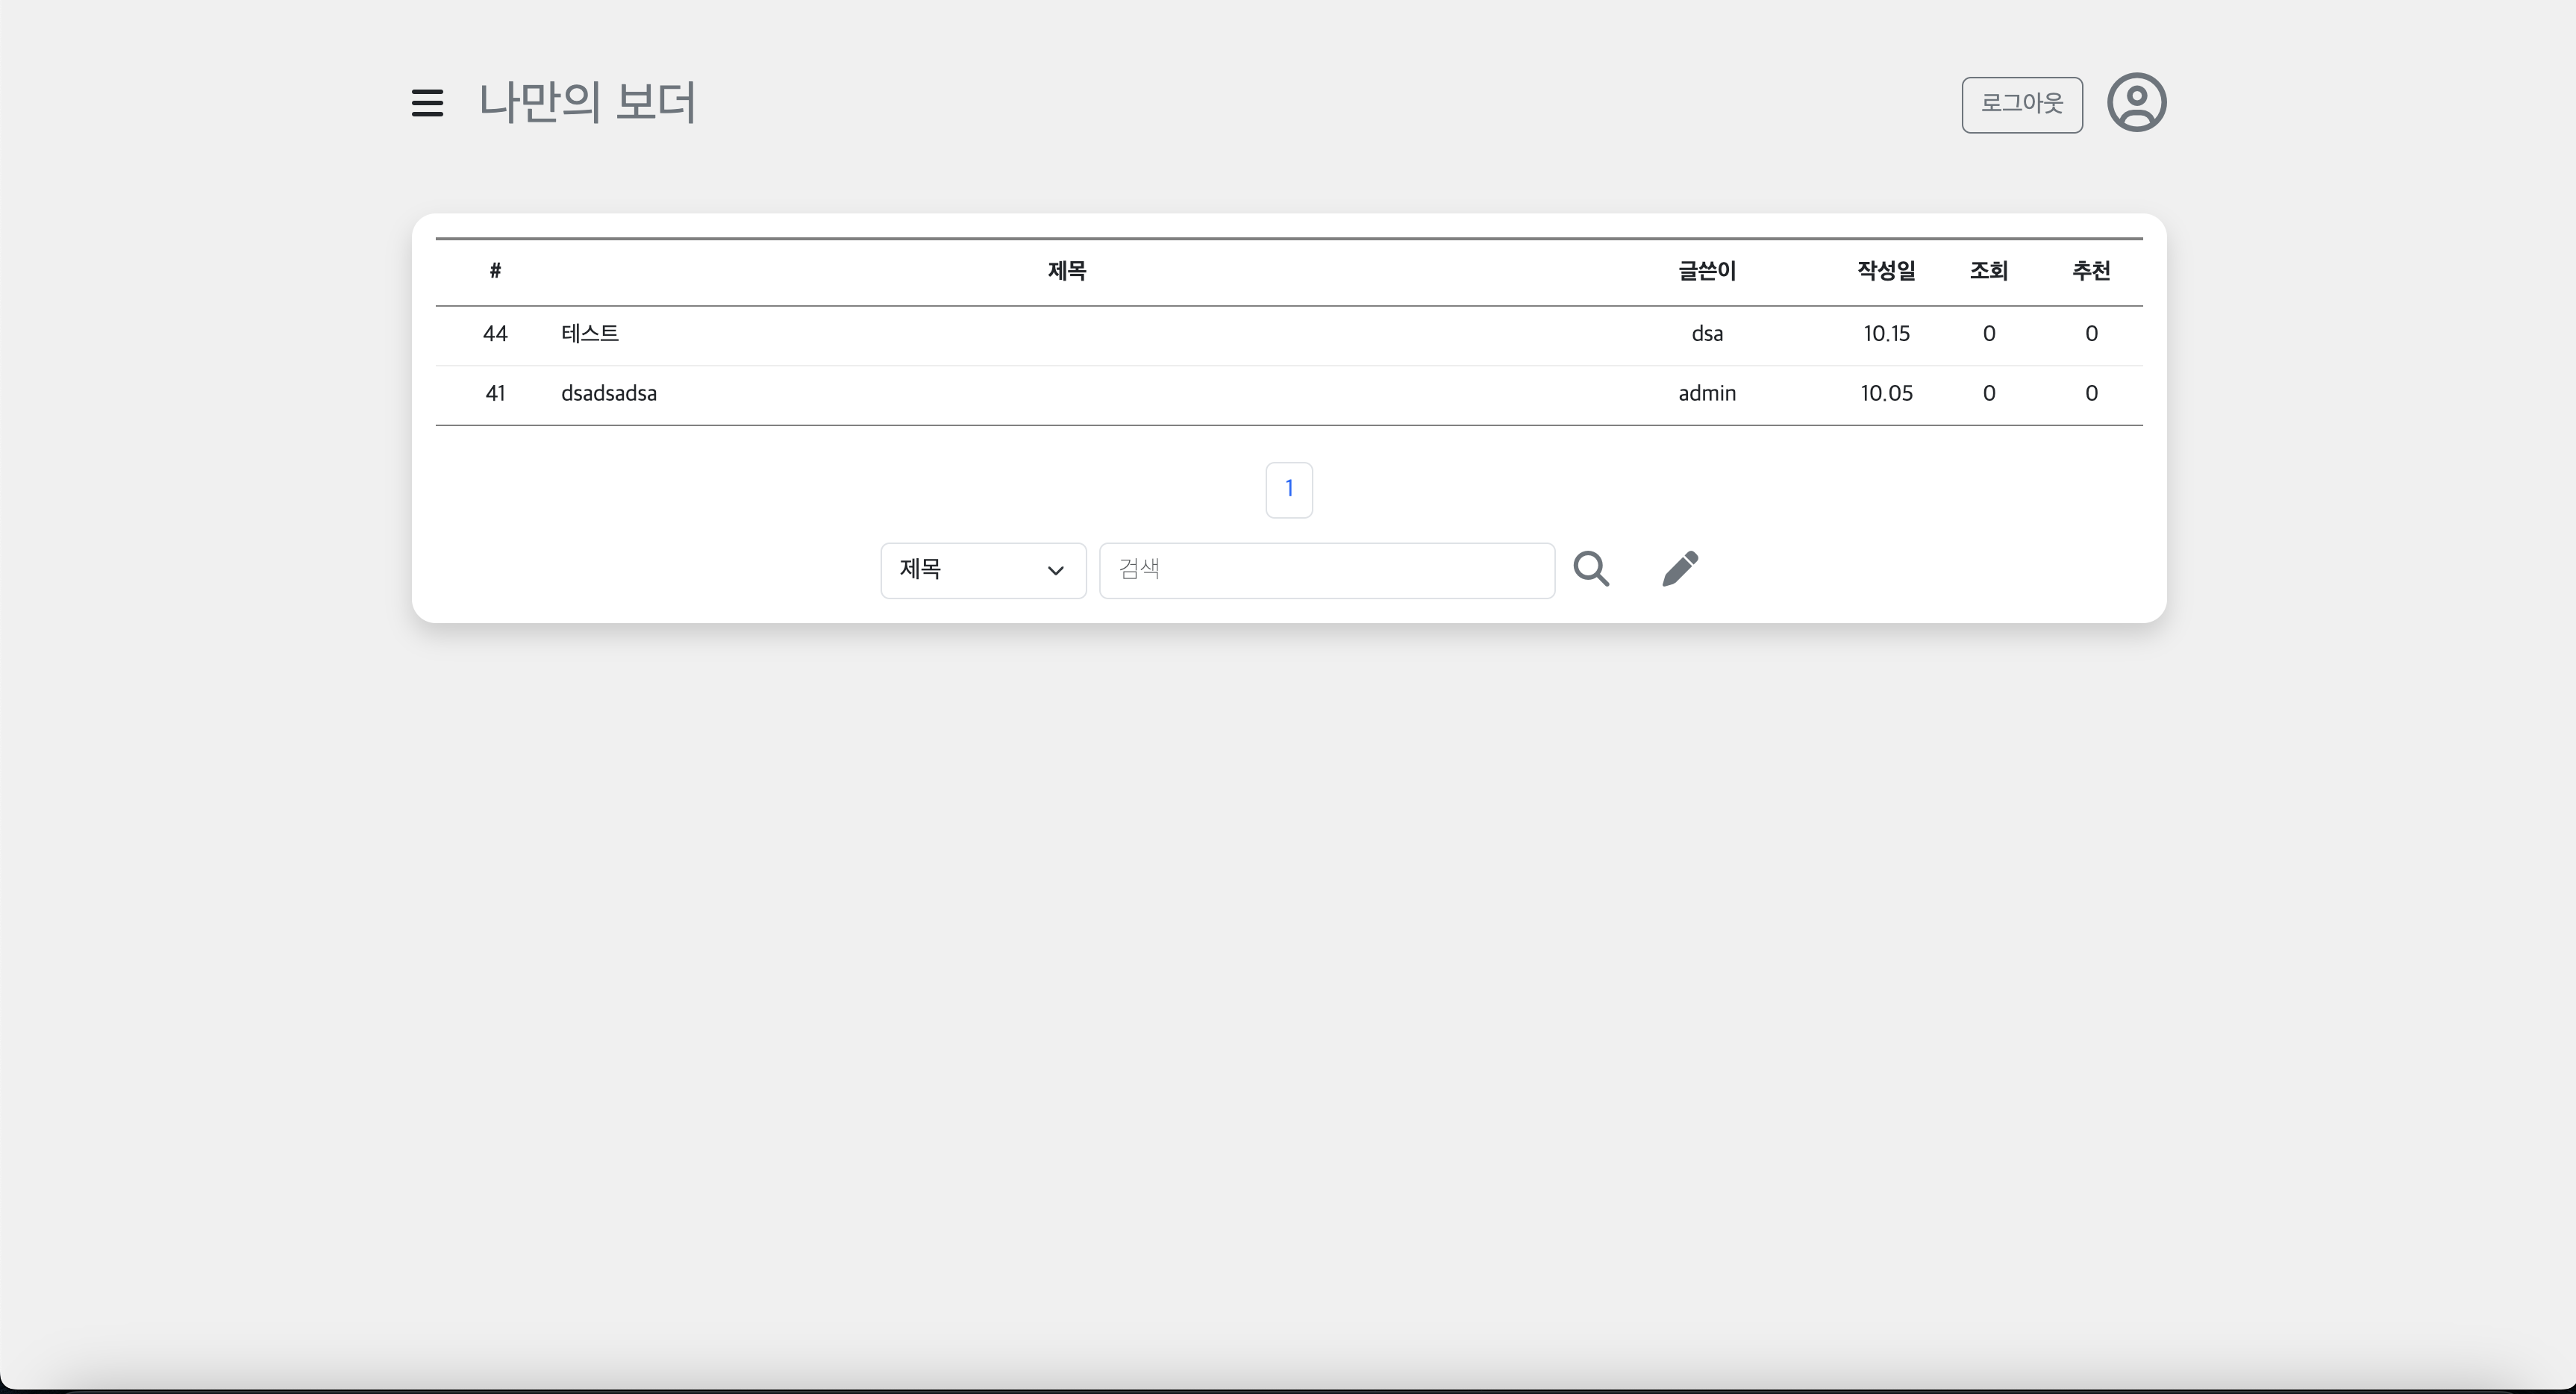 나만의 보더 로그아웃
# 제목 글쓴이 작성일 조회 추천
44 테스트 dsa 10.15 0 0
41 dsadsadsa admin 10.05 0 0
1
제목 검색